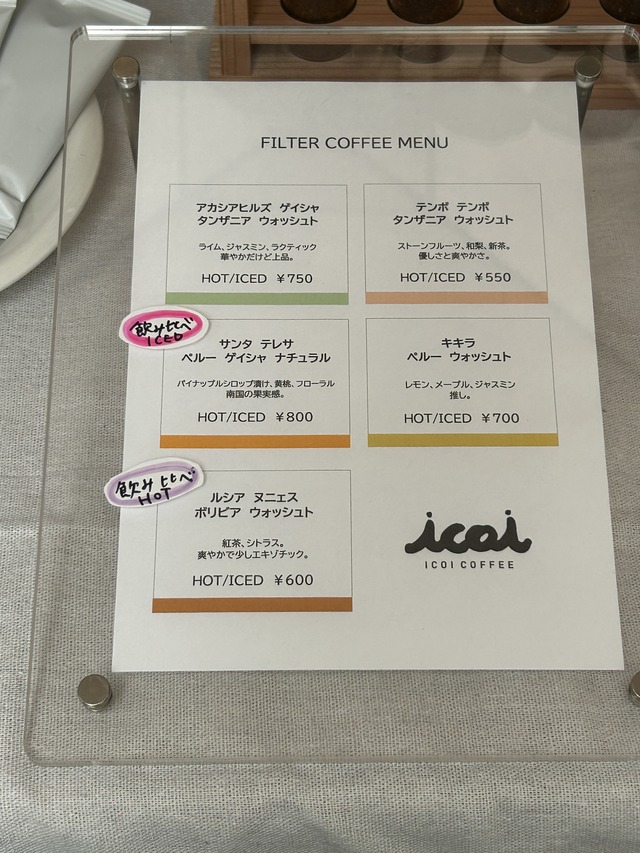 FILTER COFFEE MENU
アカシアヒルズ ゲイシャ
タンザニア ウォッシュト
ライム、ジャスミン、ラクティック
華やかだけど上品。
HOT/ICED ¥750
テンボ テンボ
タンザニア ウォッシュト
ストーンフルーツ、和梨、新茶。
優しさと爽やかさ。
HOT/ICED ¥550
飲み比べ
ICED
サンタ テレサ
ペルー ゲイシャ ナチュラル
パイナップルシロップ漬け、黄桃、フローラル
南国の果実感。
HOT/ICED ¥800
キキラ
ペルー ウォッシュト
レモン、メープル、ジャスミン
推し。
HOT/ICED ¥700
飲み比べ
HOT
ルシア ヌニェス
ボリビア ウォッシュト
紅茶、シトラス。
爽やかで少しエキゾチック。
HOT/ICED ¥600
icoi
ICOI COFFEE